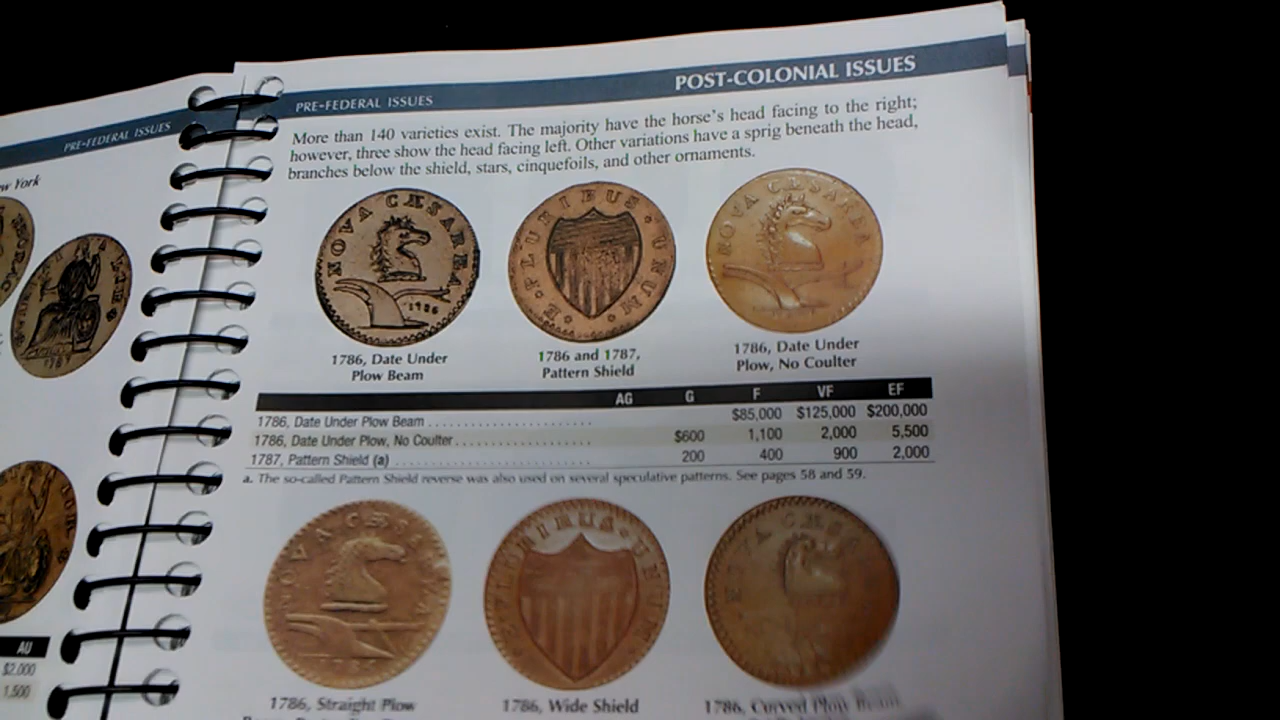 PRE-FEDERAL ISSUES
York
AU
$2,000
1,500
PRE-FEDERAL ISSUES
POST-COLONIAL ISSUES
More than 140 varieties exist. The majority have the horse's head facing to the right;
however, three show the head facing left. Other variations have a sprig beneath the head,
branches below the shield, stars, cinquefoils, and other ornaments.
NOVA CÆSAREA
1786
E · PLURIBUS · UNUM ·
NOVA CÆSAREA
1786, Date Under
Plow Beam
1786 and 1787,
Pattern Shield
1786, Date Under
Plow, No Coulter
AG G F VF EF
1786, Date Under Plow Beam . . . . . . . . . . . . . . . . . . . . . . . . $85,000 $125,000 $200,000
1786, Date Under Plow, No Coulter . . . . . . . . . . . . . . . . . . . . $600 1,100 2,000 5,500
1787, Pattern Shield (a) . . . . . . . . . . . . . . . . . . . . . . . . . . . . . 200 400 900 2,000
a. The so-called Pattern Shield reverse was also used on several speculative patterns. See pages 58 and 59.
1786, Straight Plow
1786, Wide Shield
1786, Curved Plow Beam